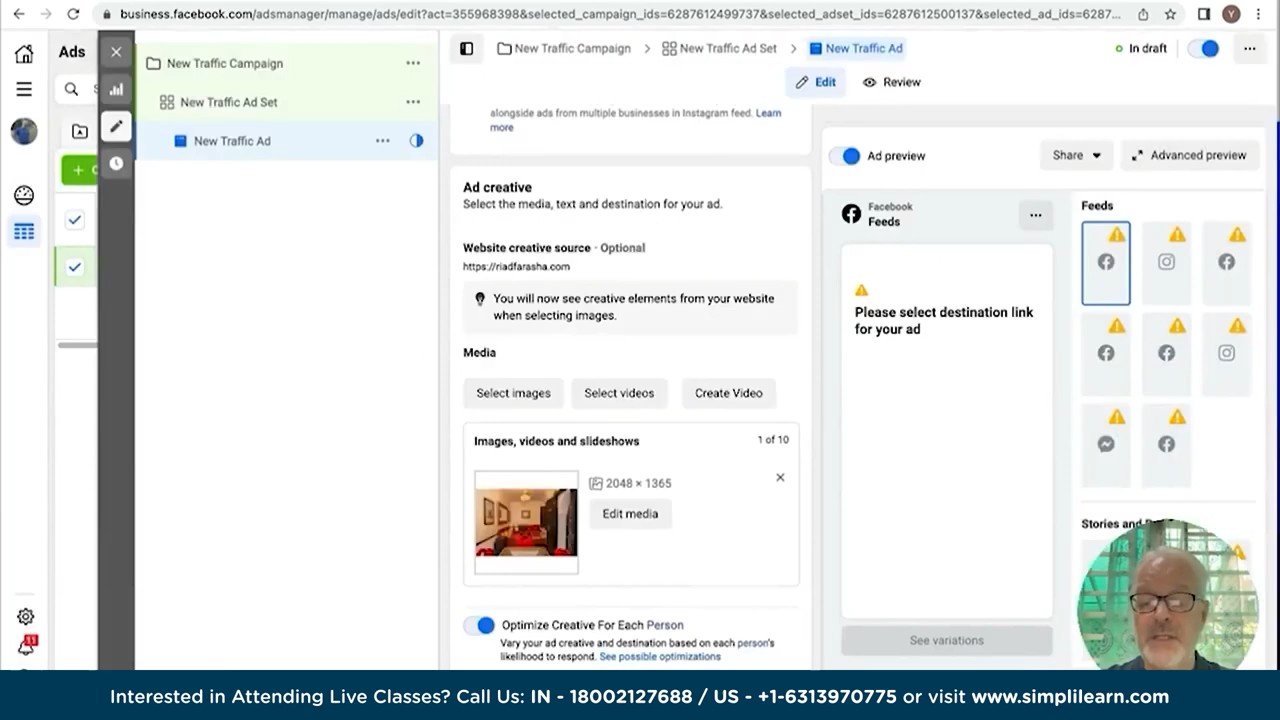 business.facebook.com/adsmanager/manage/ads/edit?act=355968398&selected_campaign_ids=6287612499737&selected_adset_ids=6287612500137&selected_ad_ids=6287...
Y
Ads
New Traffic Campaign
New Traffic Ad Set
New Traffic Ad
11
New Traffic Campaign > New Traffic Ad Set > New Traffic Ad
In draft
Edit
Review
alongside ads from multiple businesses in Instagram feed. Learn
more
Ad creative
Select the media, text and destination for your ad.
Website creative source · Optional
https://riadfarasha.com
You will now see creative elements from your website
when selecting images.
Media
Select images
Select videos
Create Video
Images, videos and slideshows
1 of 10
2048 × 1365
Edit media
Optimize Creative For Each Person
Vary your ad creative and destination based on each person's
likelihood to respond. See possible optimizations
Ad preview
Share
Advanced preview
Facebook
Feeds
Please select destination link
for your ad
See variations
Feeds
Stories and
Interested in Attending Live Classes? Call Us: IN - 18002127688 / US - +1-6313970775 or visit www.simplilearn.com